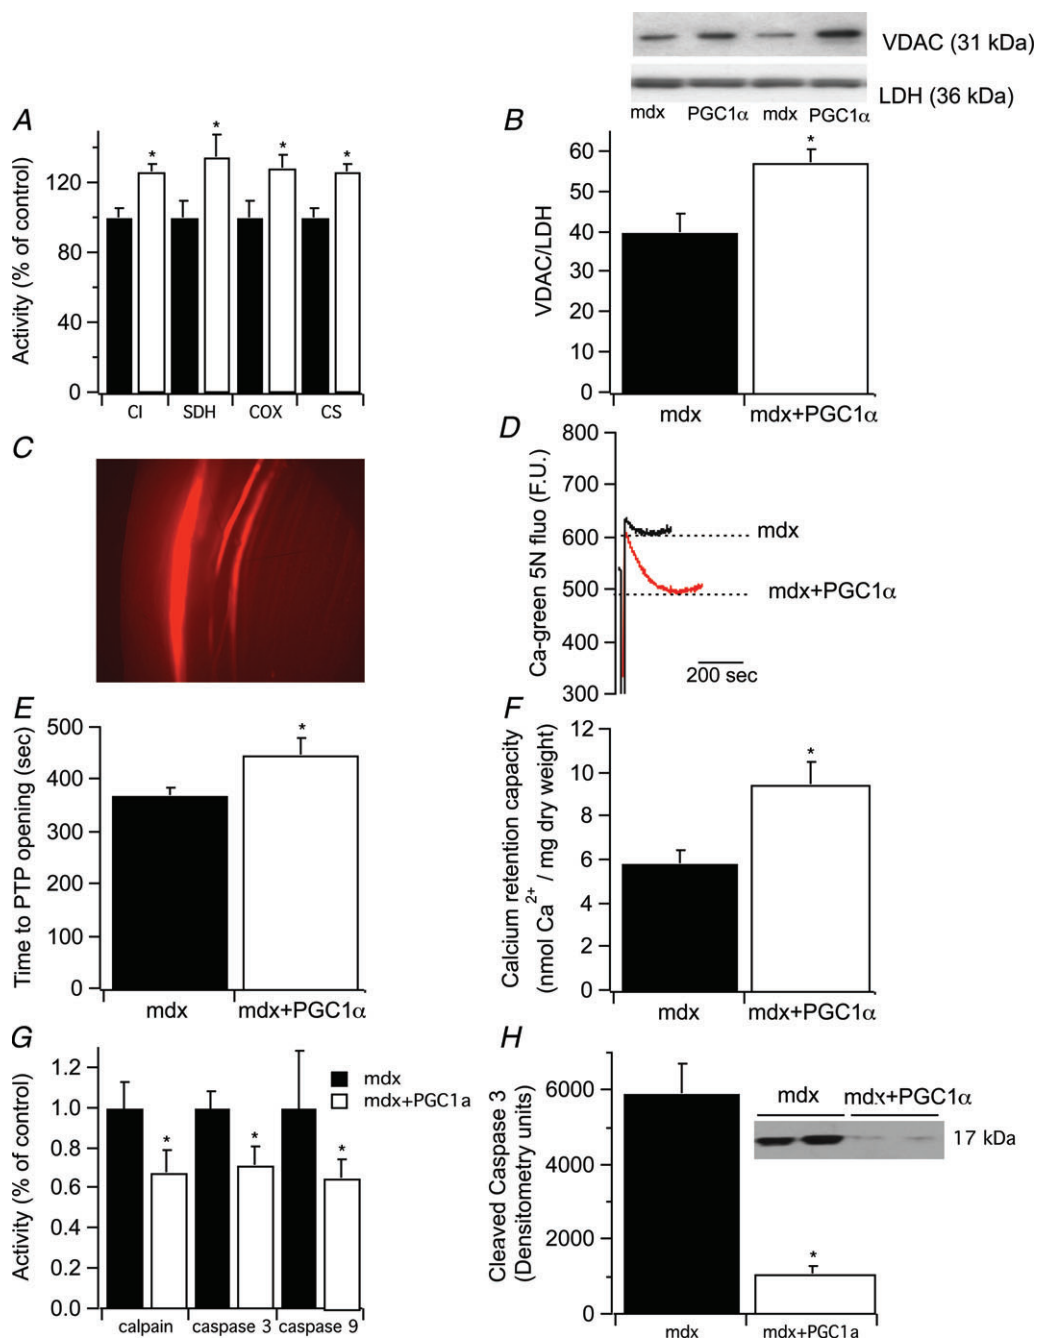 VDAC (31 kDa)
LDH (36 kDa)
mdx PGC1α mdx PGC1α
A
Activity (% of control)
120
80
40
0
* * * *
CI SDH COX CS
B
VDAC/LDH
60
50
40
30
20
10
0
*
mdx mdx+PGC1α
C
D
Ca-green 5N fluo (F.U.)
800
700
600
500
400
300
mdx
mdx+PGC1α
200 sec
E
Time to PTP opening (sec)
500
400
300
200
100
0
*
mdx mdx+PGC1α
F
Calcium retention capacity
(nmol Ca2+ / mg dry weight)
12
10
8
6
4
2
0
*
mdx mdx+PGC1α
G
Activity (% of control)
1.2
1.0
0.8
0.6
0.4
0.2
0.0
mdx
mdx+PGC1a
* * *
calpain caspase 3 caspase 9
H
Cleaved Caspase 3
(Densitometry units)
6000
4000
2000
0
mdx mdx+PGC1α
17 kDa
*
mdx mdx+PGC1a